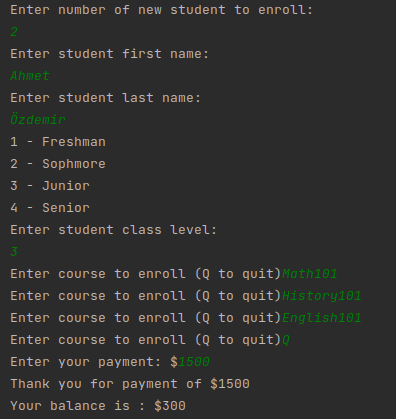 Enter number of new student to enroll:
2
Enter student first name:
Ahmet
Enter student last name:
Özdemir
1 - Freshman
2 - Sophmore
3 - Junior
4 - Senior
Enter student class level:
3
Enter course to enroll (Q to quit)Math101
Enter course to enroll (Q to quit)History101
Enter course to enroll (Q to quit)English101
Enter course to enroll (Q to quit)Q
Enter your payment: $1500
Thank you for payment of $1500
Your balance is : $300